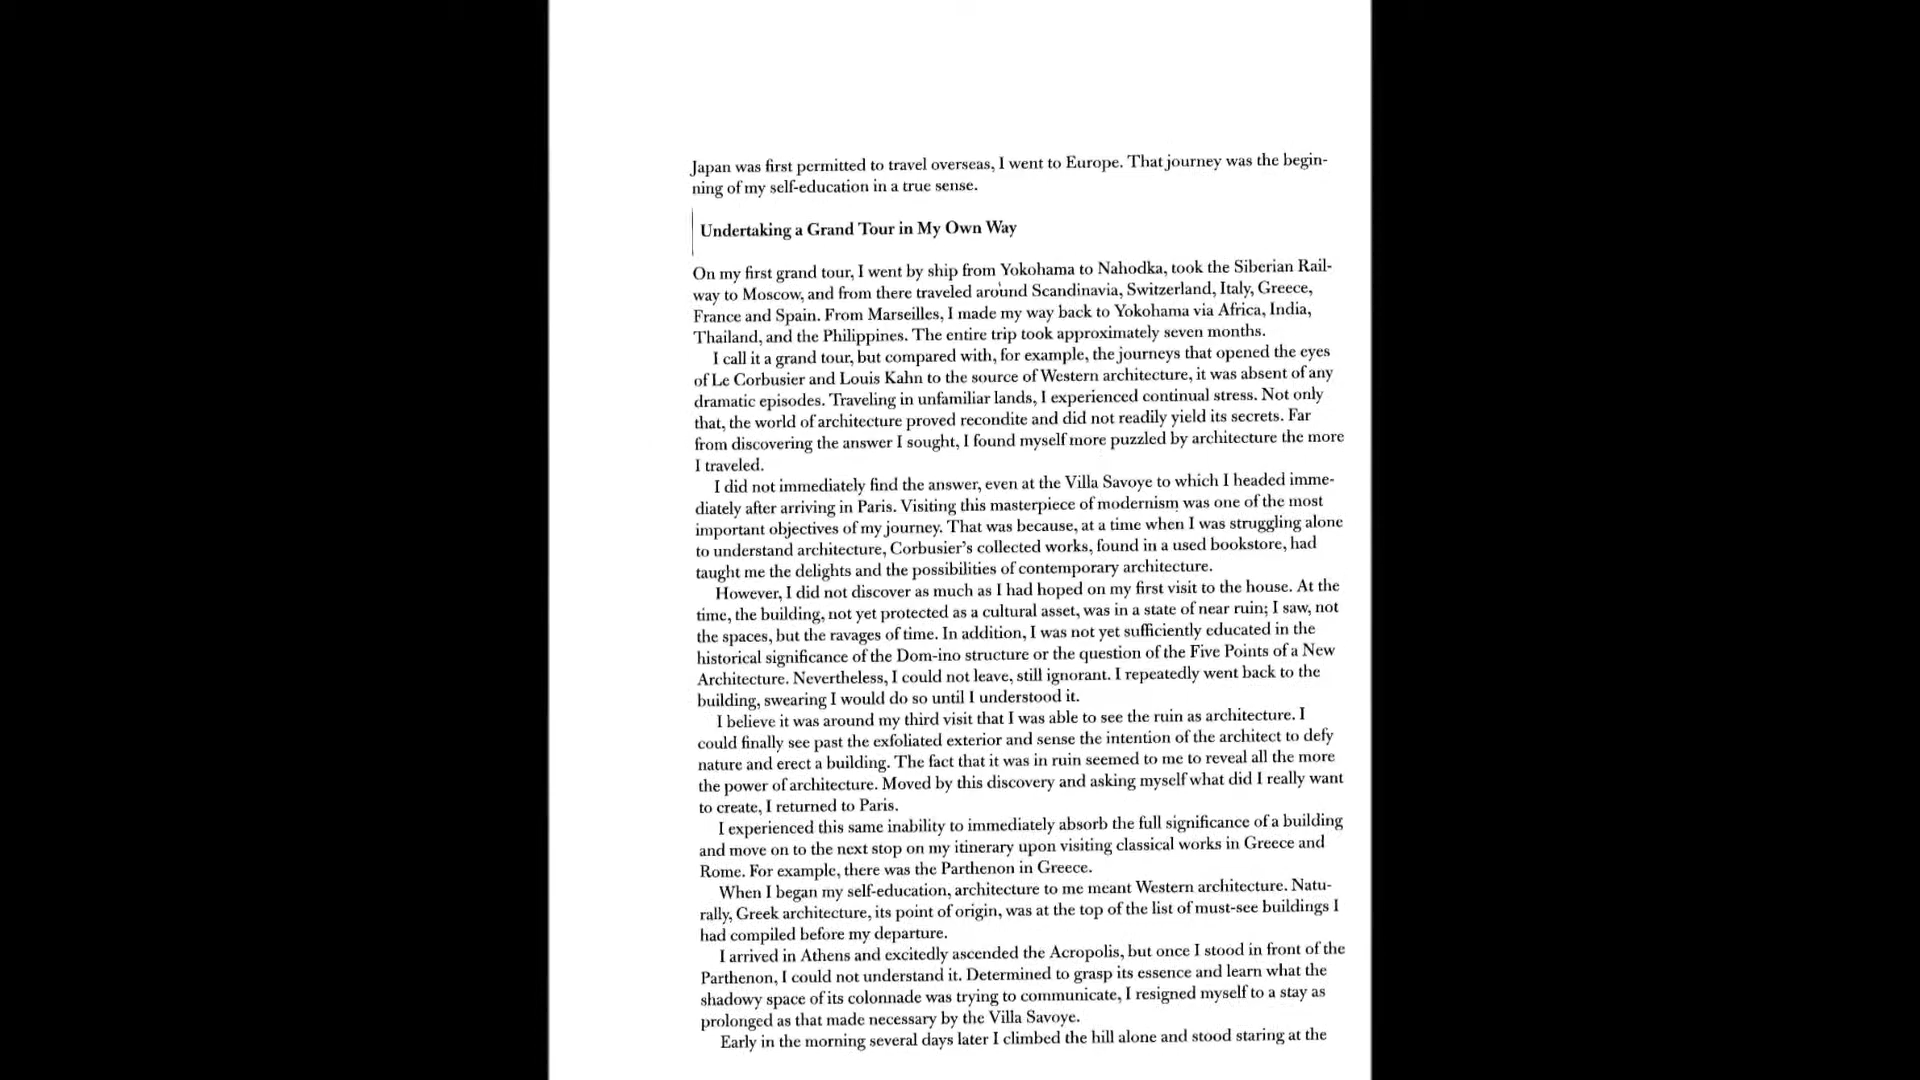 Japan was first permitted to travel overseas, I went to Europe. That journey was the begin-
ning of my self-education in a true sense.
Undertaking a Grand Tour in My Own Way
On my first grand tour, I went by ship from Yokohama to Nahodka, took the Siberian Rail-
way to Moscow, and from there traveled around Scandinavia, Switzerland, Italy, Greece,
France and Spain. From Marseilles, I made my way back to Yokohama via Africa, India,
Thailand, and the Philippines. The entire trip took approximately seven months.
I call it a grand tour, but compared with, for example, the journeys that opened the eyes
of Le Corbusier and Louis Kahn to the source of Western architecture, it was absent of any
dramatic episodes. Traveling in unfamiliar lands, I experienced continual stress. Not only
that, the world of architecture proved recondite and did not readily yield its secrets. Far
from discovering the answer I sought, I found myself more puzzled by architecture the more
I traveled.
I did not immediately find the answer, even at the Villa Savoye to which I headed imme-
diately after arriving in Paris. Visiting this masterpiece of modernism was one of the most
important objectives of my journey. That was because, at a time when I was struggling alone
to understand architecture, Corbusier's collected works, found in a used bookstore, had
taught me the delights and the possibilities of contemporary architecture.
However, I did not discover as much as I had hoped on my first visit to the house. At the
time, the building, not yet protected as a cultural asset, was in a state of near ruin; I saw, not
the spaces, but the ravages of time. In addition, I was not yet sufficiently educated in the
historical significance of the Dom-ino structure or the question of the Five Points of a New
Architecture. Nevertheless, I could not leave, still ignorant. I repeatedly went back to the
building, swearing I would do so until I understood it.
I believe it was around my third visit that I was able to see the ruin as architecture. I
could finally see past the exfoliated exterior and sense the intention of the architect to defy
nature and erect a building. The fact that it was in ruin seemed to me to reveal all the more
the power of architecture. Moved by this discovery and asking myself what did I really want
to create, I returned to Paris.
I experienced this same inability to immediately absorb the full significance of a building
and move on to the next stop on my itinerary upon visiting classical works in Greece and
Rome. For example, there was the Parthenon in Greece.
When I began my self-education, architecture to me meant Western architecture. Natu-
rally, Greek architecture, its point of origin, was at the top of the list of must-see buildings I
had compiled before my departure.
I arrived in Athens and excitedly ascended the Acropolis, but once I stood in front of the
Parthenon, I could not understand it. Determined to grasp its essence and learn what the
shadowy space of its colonnade was trying to communicate, I resigned myself to a stay as
prolonged as that made necessary by the Villa Savoye.
Early in the morning several days later I climbed the hill alone and stood staring at the